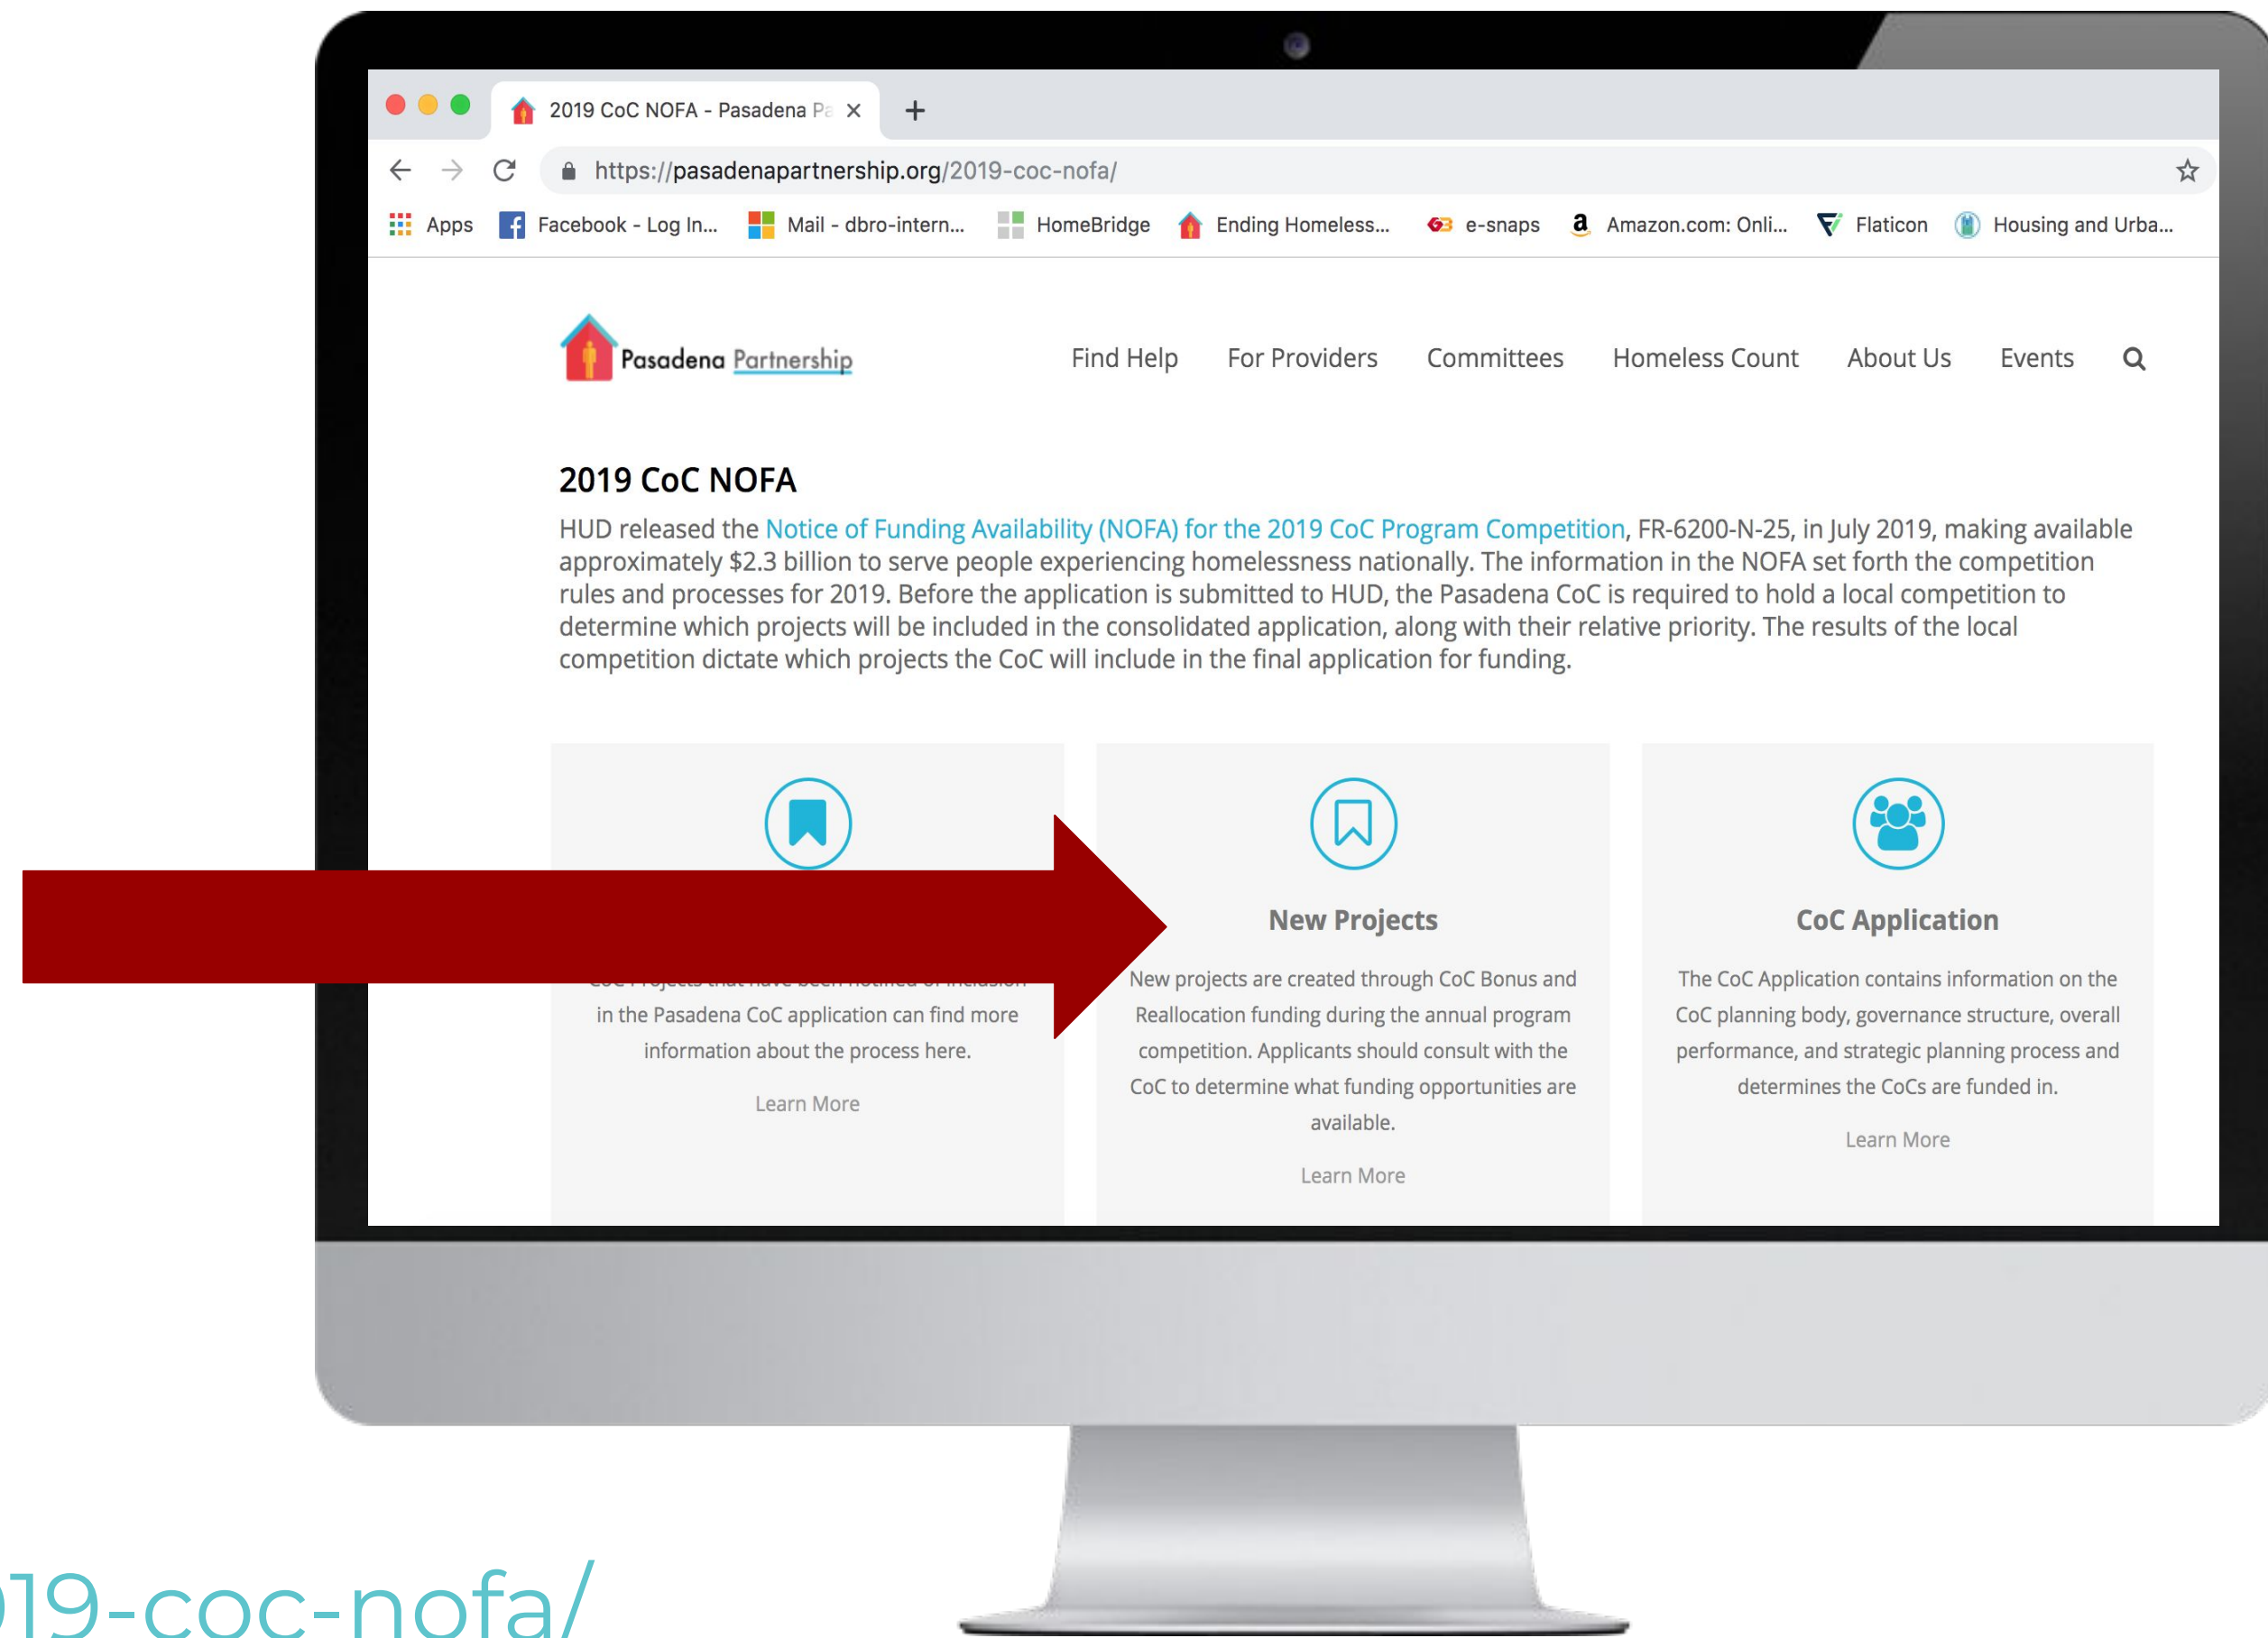 2019 CoC NOFA - Pasadena Pa
https://pasadenapartnership.org/2019-coc-nofa/
Apps Facebook - Log In... Mail - dbro-intern... HomeBridge Ending Homeless... e-snaps Amazon.com: Onli... Flaticon Housing and Urba...
Pasadena Partnership
Find Help For Providers Committees Homeless Count About Us Events
2019 CoC NOFA
HUD released the Notice of Funding Availability (NOFA) for the 2019 CoC Program Competition, FR-6200-N-25, in July 2019, making available
approximately $2.3 billion to serve people experiencing homelessness nationally. The information in the NOFA set forth the competition
rules and processes for 2019. Before the application is submitted to HUD, the Pasadena CoC is required to hold a local competition to
determine which projects will be included in the consolidated application, along with their relative priority. The results of the local
competition dictate which projects the CoC will include in the final application for funding.
CoC Projects that have been notified of inclusion
in the Pasadena CoC application can find more
information about the process here.
Learn More
New Projects
New projects are created through CoC Bonus and
Reallocation funding during the annual program
competition. Applicants should consult with the
CoC to determine what funding opportunities are
available.
Learn More
CoC Application
The CoC Application contains information on the
CoC planning body, governance structure, overall
performance, and strategic planning process and
determines the CoCs are funded in.
Learn More
019-coc-nofa/